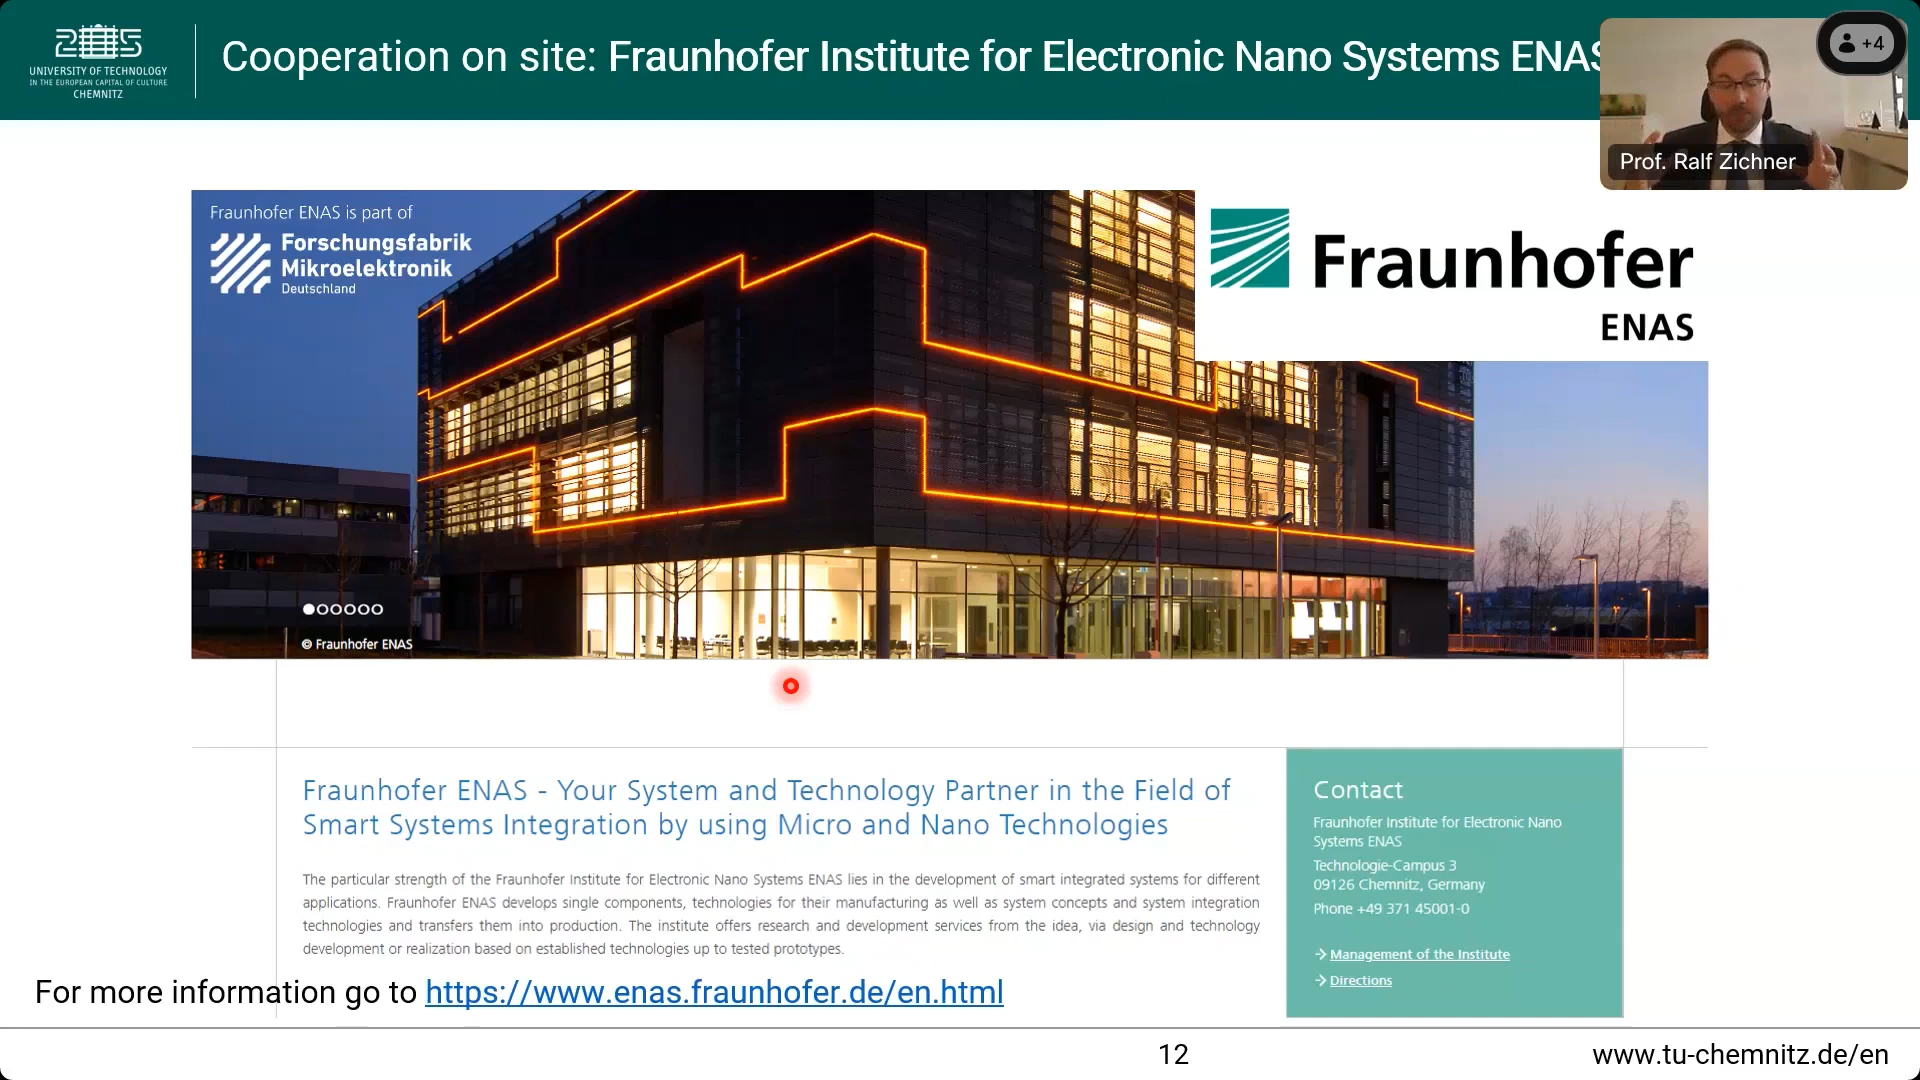 2025
UNIVERSITY OF TECHNOLOGY
IN THE EUROPEAN CAPITAL OF CULTURE
CHEMNITZ
Cooperation on site: Fraunhofer Institute for Electronic Nano Systems ENAS
+4
Prof. Ralf Zichner
Fraunhofer ENAS is part of
Forschungsfabrik
Mikroelektronik
Deutschland
Fraunhofer
ENAS
© Fraunhofer ENAS
Fraunhofer ENAS - Your System and Technology Partner in the Field of
Smart Systems Integration by using Micro and Nano Technologies
The particular strength of the Fraunhofer Institute for Electronic Nano Systems ENAS lies in the development of smart integrated systems for different
applications. Fraunhofer ENAS develops single components, technologies for their manufacturing as well as system concepts and system integration
technologies and transfers them into production. The institute offers research and development services from the idea, via design and technology
development or realization based on established technologies up to tested prototypes.
Contact
Fraunhofer Institute for Electronic Nano
Systems ENAS
Technologie-Campus 3
09126 Chemnitz, Germany
Phone +49 371 45001-0
→ Management of the Institute
→ Directions
For more information go to https://www.enas.fraunhofer.de/en.html
12
www.tu-chemnitz.de/en